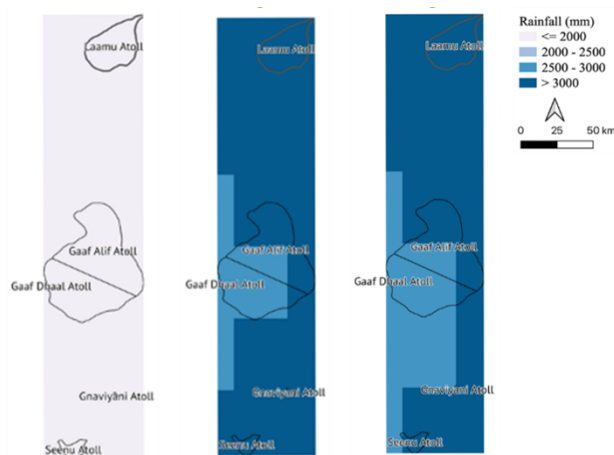 Laamu Atoll
Gaaf Alif Atoll
Gaaf Dhaal Atoll
Gnaviyani Atoll
Seenu Atoll
Laamu Atoll
Gaaf Alif Atoll
Gaaf Dhaal Atoll
Gnaviyani Atoll
Seenu Atoll
Laamu Atoll
Gaaf Alif Atoll
Gaaf Dhaal Atoll
Gnaviyani Atoll
Seenu Atoll
Rainfall (mm)
<= 2000
2000 - 2500
2500 - 3000
> 3000
0 25 50 km